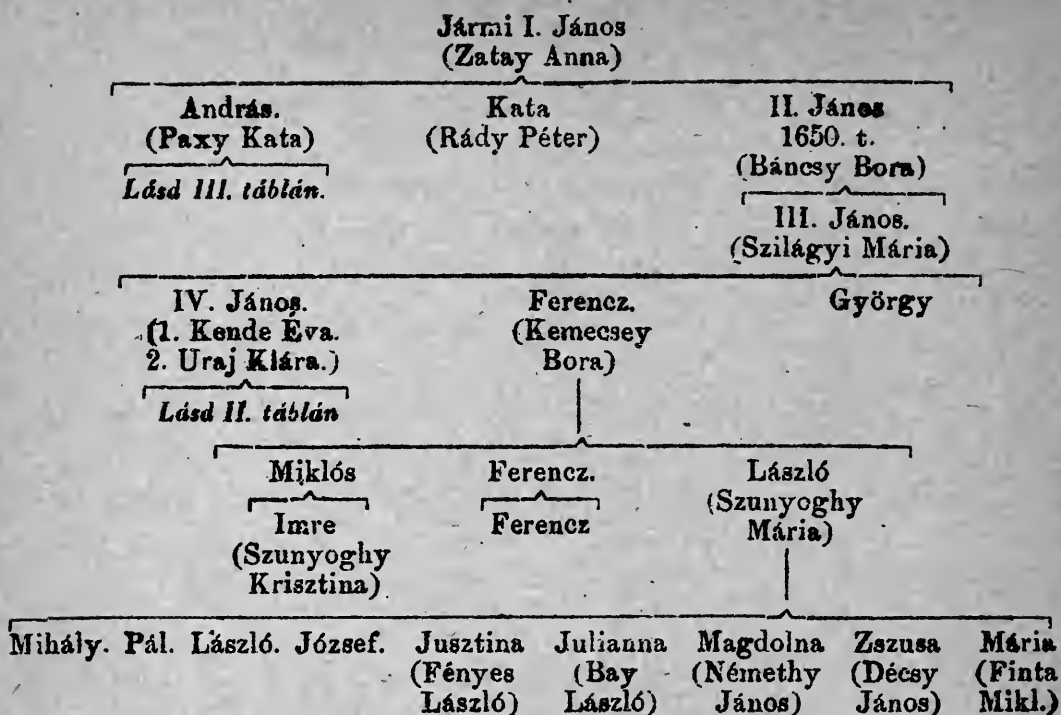 Jármi I. János
(Zatay Anna)
András. Kata II. János
(Paxy Kata) (Rády Péter) 1650. t.
Lásd III. táblán. (Báncsy Bora)
III. János.
(Szilágyi Mária)
IV. János. Ferencz. György
(1. Kende Éva. (Kemecsey
2. Uraj Klára.) Bora)
Lásd II. táblán
Miklós Ferencz. László
Imre Ferencz (Szunyoghy
(Szunyoghy Mária)
Krisztina)
Mihály. Pál. László. József. Jusztina Julianna Magdolna Zszusa Mária
(Fényes (Bay (Némethy (Décsy (Finta
László) László) János) János) Mikl.)